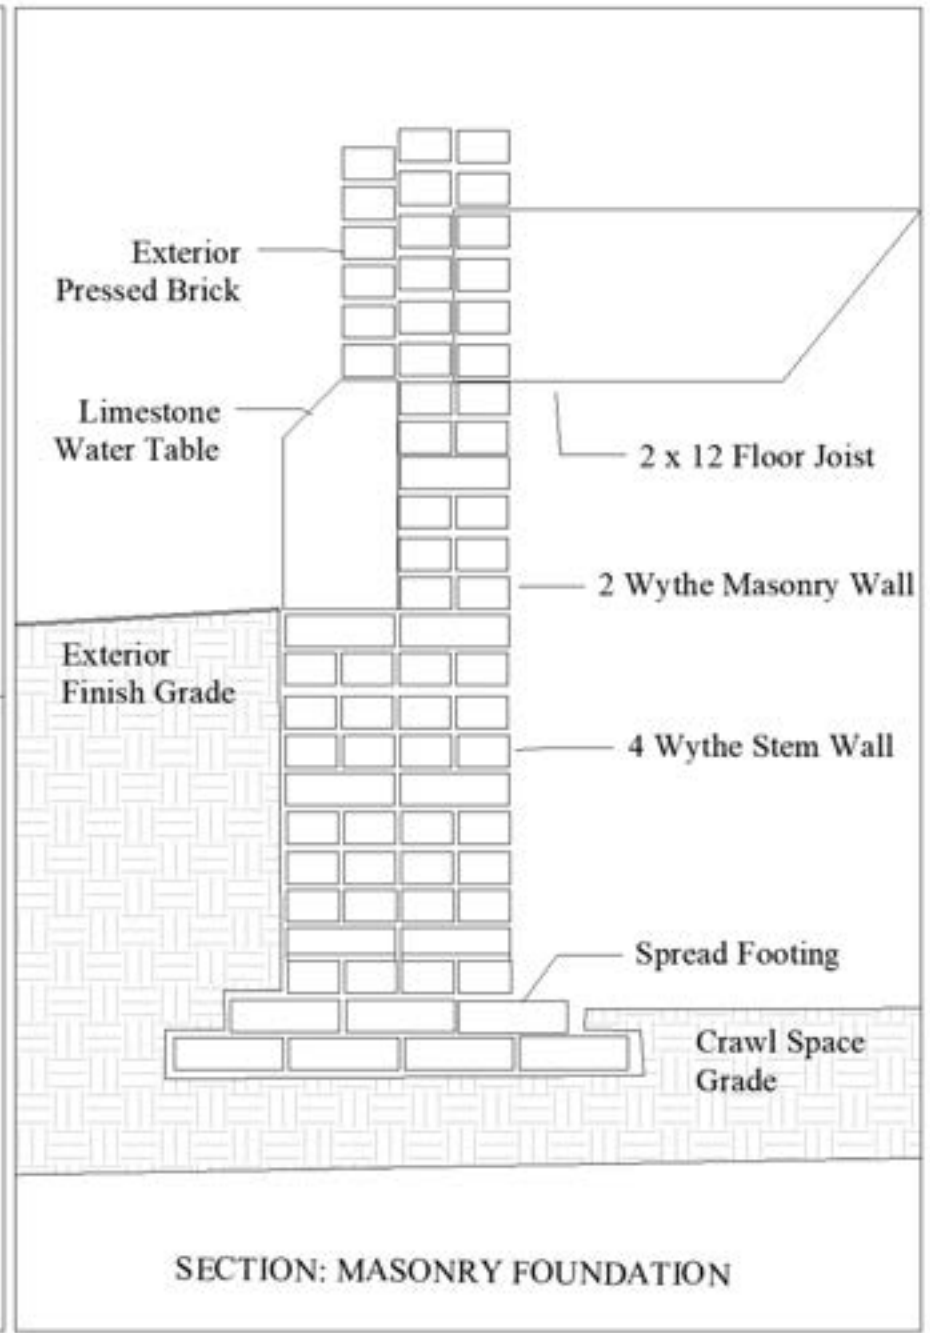 Exterior
Pressed Brick
Limestone
Water Table
2 x 12 Floor Joist
2 Wythe Masonry Wall
Exterior
Finish Grade
4 Wythe Stem Wall
Spread Footing
Crawl Space
Grade
SECTION: MASONRY FOUNDATION